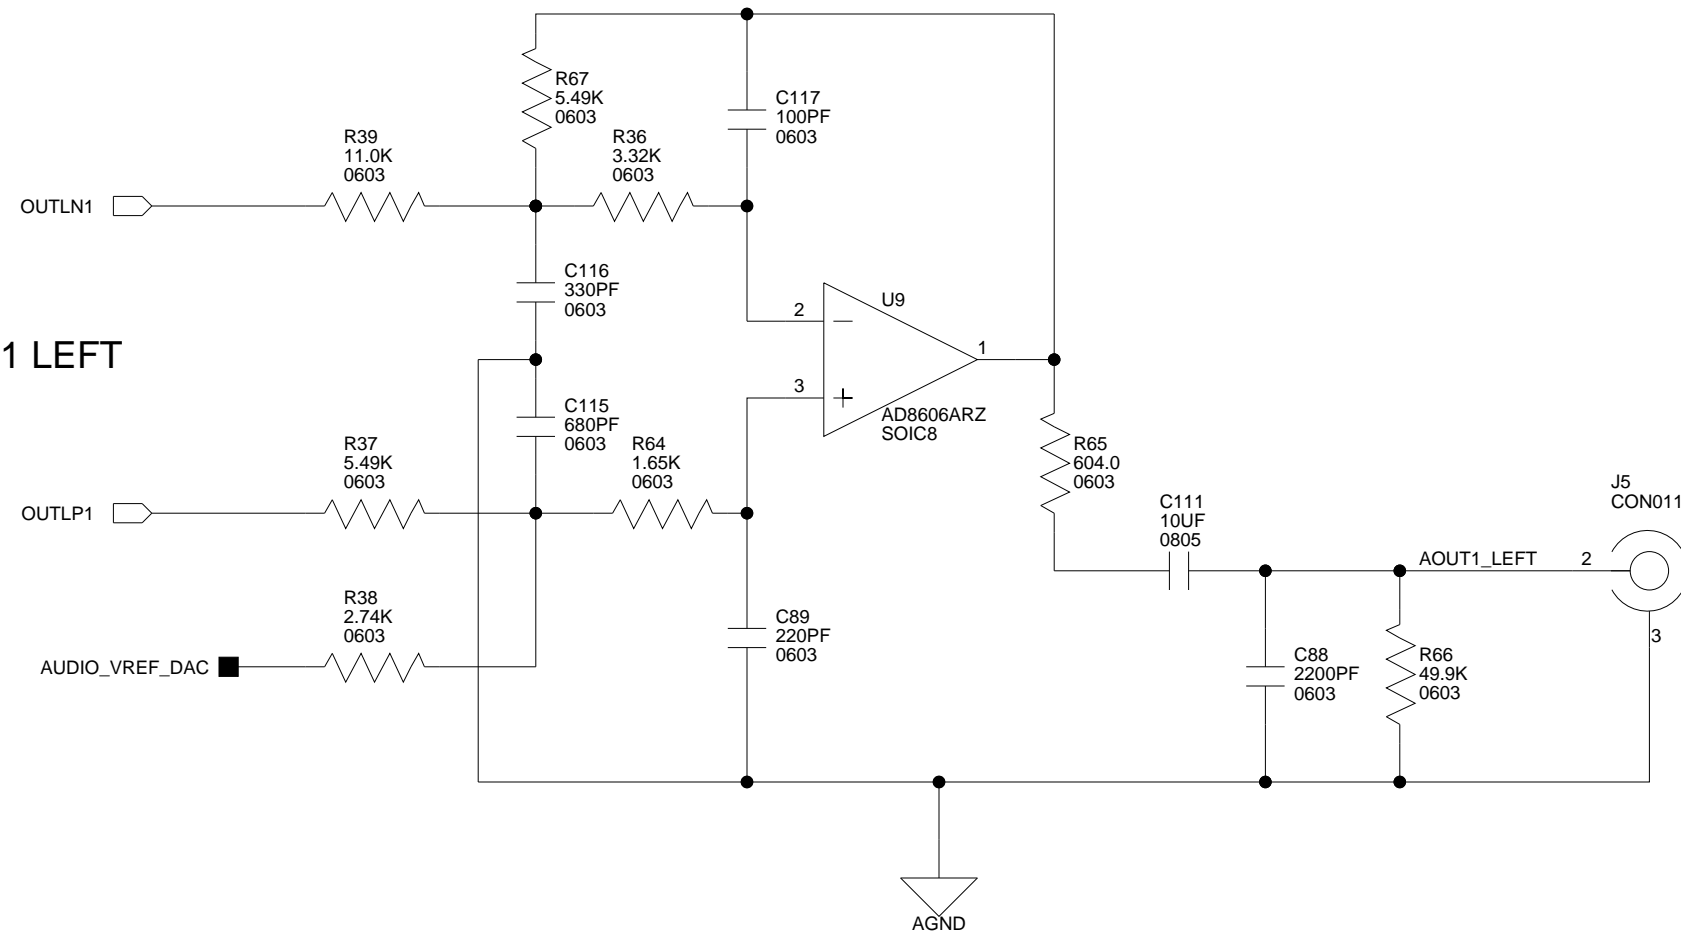 R67
5.49K
0603
C117
100PF
0603
R39
11.0K
0603
R36
3.32K
0603
OUTLN1
C116
330PF
0603
U9
2
1 LEFT
1
3
C115
680PF
0603
AD8606ARZ
SOIC8
R37
5.49K
0603
R64
1.65K
0603
R65
604.0
0603
OUTLP1
J5
CON011
C111
10UF
0805
AOUT1_LEFT
2
R38
2.74K
0603
C89
220PF
0603
3
AUDIO_VREF_DAC
C88
2200PF
0603
R66
49.9K
0603
AGND